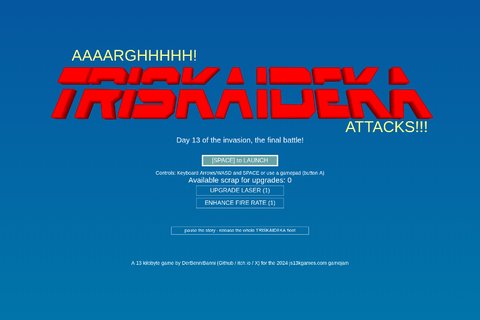 AAAARGHHHHH!
TRISKAIDEKA
ATTACKS!!!
Day 13 of the invasion, the final battle!
[SPACE] to LAUNCH
Controls: Keyboard Arrows/WASD and SPACE or use a gamepad (button A)
Available scrap for upgrades: 0
UPGRADE LASER (1)
ENHANCE FIRE RATE (1)
pause the story - release the whole TRISKAIDEKA fleet!
A 13 kilobyte game by DerBenniBanni (Github / itch.io / X) for the 2024 js13kgames.com gamejam